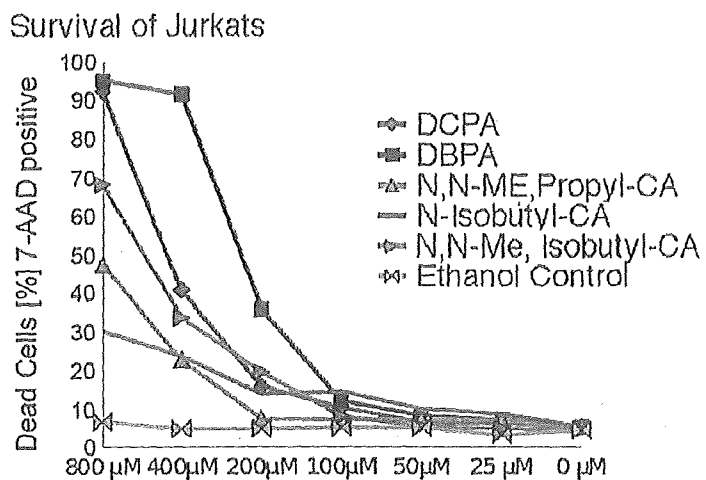 Survival of Jurkats
Dead Cells [%] 7-AAD positive
100
90
80
70
60
50
40
30
20
10
0
800 µM 400µM 200µM 100µM 50µM 25 µM 0 µM
DCPA
DBPA
N,N-ME,Propyl-CA
N-Isobutyl-CA
N,N-Me, Isobutyl-CA
Ethanol Control